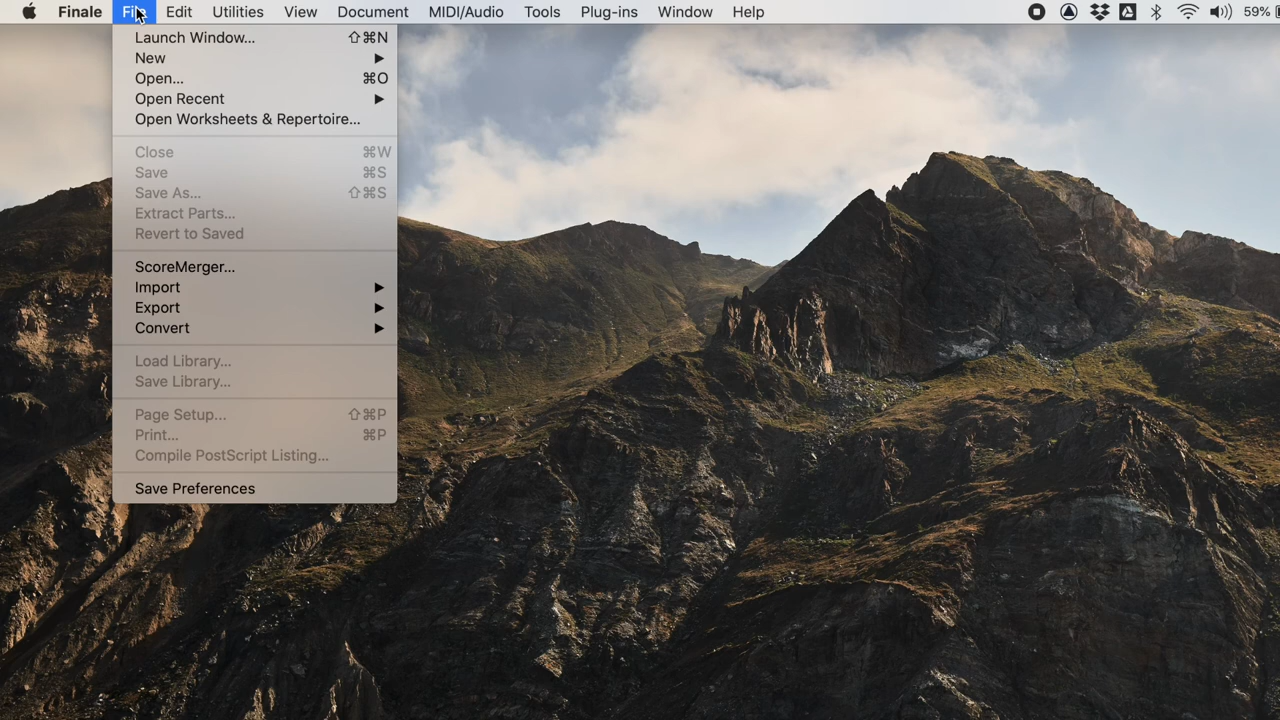 Finale File Edit Utilities View Document MIDI/Audio Tools Plug-ins Window Help 59%
Launch Window... ⇧⌘N
New ▶
Open... ⌘O
Open Recent ▶
Open Worksheets & Repertoire...
Close ⌘W
Save ⌘S
Save As... ⇧⌘S
Extract Parts...
Revert to Saved
ScoreMerger...
Import ▶
Export ▶
Convert ▶
Load Library...
Save Library...
Page Setup... ⇧⌘P
Print... ⌘P
Compile PostScript Listing...
Save Preferences